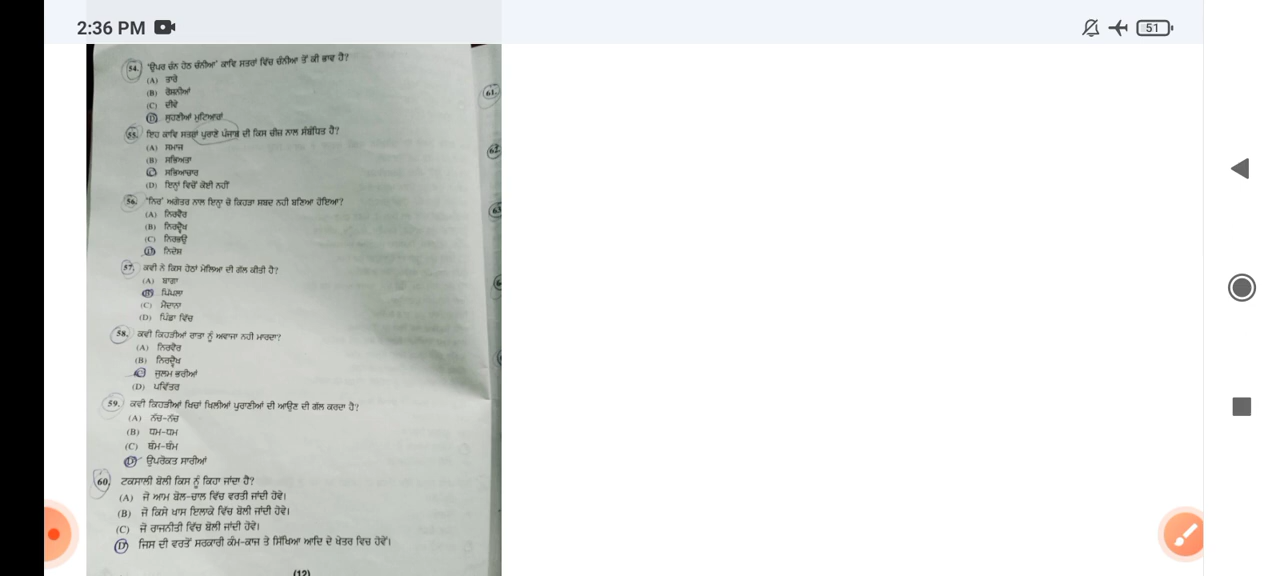 2:36 PM
51
54. 'ਉਪਰ ਚੰਨ ਹੇਠ ਚੰਨੀਆ' ਕਾਵਿ ਸਤਰਾਂ ਵਿੱਚ ਚੰਨੀਆ ਤੋਂ ਕੀ ਭਾਵ ਹੈ?
(A) ਤਾਰੇ
(B) ਰੋਸ਼ਨੀਆਂ
(C) ਦੀਵੇ
(D) ਸੁਹਣੀਆਂ ਮੁਟਿਆਰਾਂ
55. ਇਹ ਕਾਵਿ ਸਤਰਾਂ ਪੁਰਾਣੇ ਪੰਜਾਬ ਦੀ ਕਿਸ ਚੀਜ਼ ਨਾਲ ਸੰਬੰਧਿਤ ਹੈ?
(A) ਸਮਾਜ
(B) ਸਭਿਅਤਾ
(C) ਸਭਿਆਚਾਰ
(D) ਇਨ੍ਹਾਂ ਵਿਚੋਂ ਕੋਈ ਨਹੀਂ
56. 'ਨਿਰ' ਅਗੇਤਰ ਨਾਲ ਇਨ੍ਹਾਂ ਚੋ ਕਿਹੜਾ ਸ਼ਬਦ ਨਹੀ ਬਣਿਆ ਹੋਇਆ?
(A) ਨਿਰਵੈਰ
(B) ਨਿਰਦੁੱਖ
(C) ਨਿਰਭਉ
(D) ਨਿਦੋਸ਼
57. ਕਵੀ ਨੇ ਕਿਸ ਹੇਠਾਂ ਮੇਲਿਆ ਦੀ ਗੱਲ ਕੀਤੀ ਹੈ?
(A) ਬਾਗਾ
(B) ਪਿੱਪਲਾ
(C) ਮੈਦਾਨਾ
(D) ਪਿੰਡਾ ਵਿੱਚ
58. ਕਵੀ ਕਿਹੜੀਆਂ ਰਾਤਾ ਨੂੰ ਅਵਾਜਾ ਨਹੀ ਮਾਰਦਾ?
(A) ਨਿਰਵੈਰ
(B) ਨਿਰਦੁੱਖ
(C) ਜ਼ੁਲਮ ਭਰੀਆਂ
(D) ਪਵਿੱਤਰ
59. ਕਵੀ ਕਿਹੜੀਆਂ ਖਿਚਾਂ ਖਿਲੀਆਂ ਪੁਰਾਣੀਆਂ ਦੀ ਆਉਣ ਦੀ ਗੱਲ ਕਰਦਾ ਹੈ?
(A) ਨੱਚ-ਨੱਚ
(B) ਧਮ-ਧਮ
(C) ਥੰਮ-ਥੰਮ
(D) ਉਪਰੋਕਤ ਸਾਰੀਆਂ
60. ਟਕਸਾਲੀ ਬੋਲੀ ਕਿਸ ਨੂੰ ਕਿਹਾ ਜਾਂਦਾ ਹੈ?
(A) ਜੋ ਆਮ ਬੋਲ-ਚਾਲ ਵਿੱਚ ਵਰਤੀ ਜਾਂਦੀ ਹੋਵੇ।
(B) ਜੋ ਕਿਸੇ ਖਾਸ ਇਲਾਕੇ ਵਿੱਚ ਬੋਲੀ ਜਾਂਦੀ ਹੋਵੇ।
(C) ਜੋ ਰਾਜਨੀਤੀ ਵਿੱਚ ਬੋਲੀ ਜਾਂਦੀ ਹੋਵੇ।
(D) ਜਿਸ ਦੀ ਵਰਤੋਂ ਸਰਕਾਰੀ ਕੰਮ-ਕਾਜ ਤੇ ਸਿੱਖਿਆ ਆਦਿ ਦੇ ਖੇਤਰ ਵਿਚ ਹੋਵੇਂ।
(12)
61.
62.
63